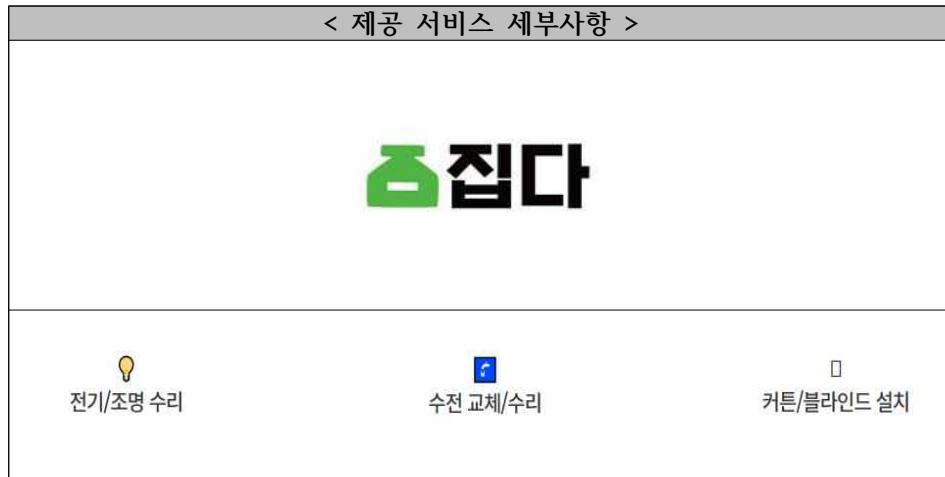 < 제공 서비스 세부사항 >
집다
전기/조명 수리
수전 교체/수리
커튼/블라인드 설치